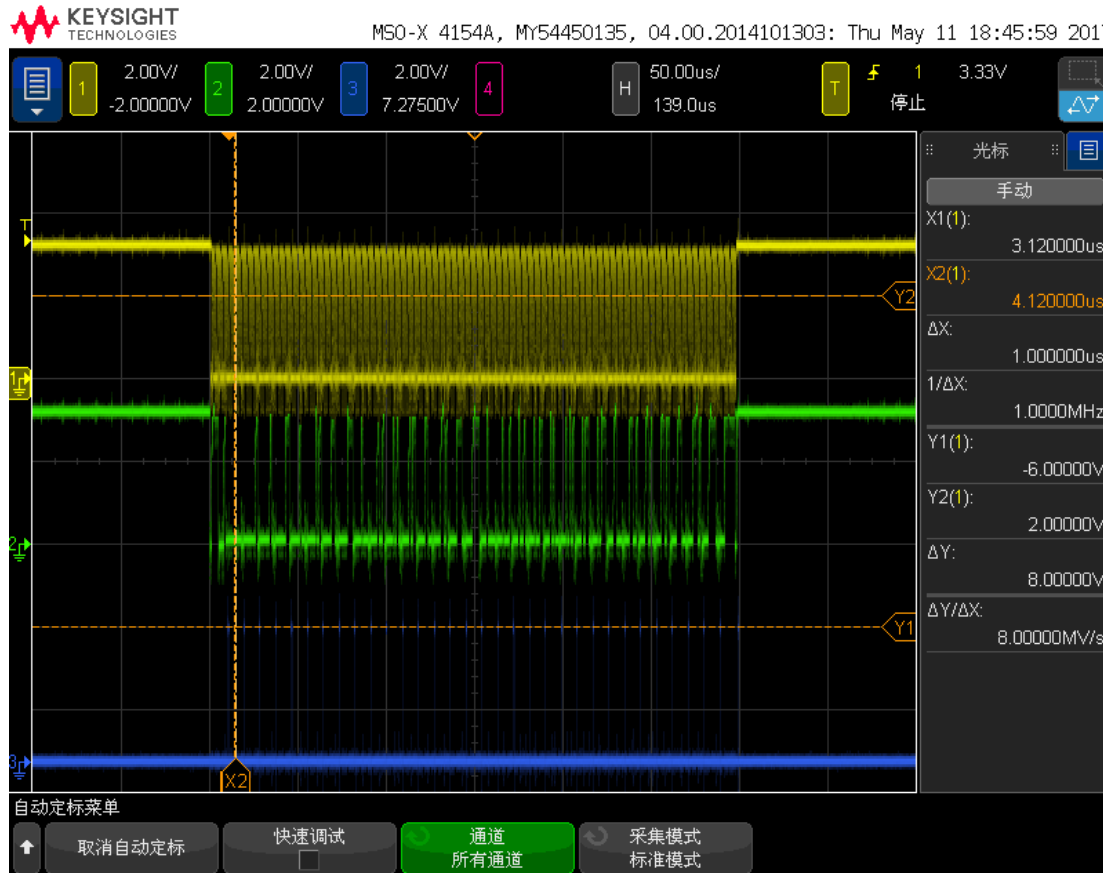 KEYSIGHT
TECHNOLOGIES
MSO-X 4154A, MY54450135, 04.00.2014101303: Thu May 11 18:45:59 201
1 2.00V/ 2 2.00V/ 3 2.00V/ 4 H 50.00us/ T 1 3.33V
-2.00000V 2.00000V 7.27500V 139.0us 停止
光标
手动
X1(1):
3.120000us
X2(1):
4.120000us
ΔX:
1.000000us
1/ΔX:
1.0000MHz
Y1(1):
-6.00000V
Y2(1):
2.00000V
ΔY:
8.00000V
ΔY/ΔX:
8.00000MV/s
T
Y2
1
2
Y1
3
X2
自动定标菜单
取消自动定标
快速调试
通道
所有通道
采集模式
标准模式